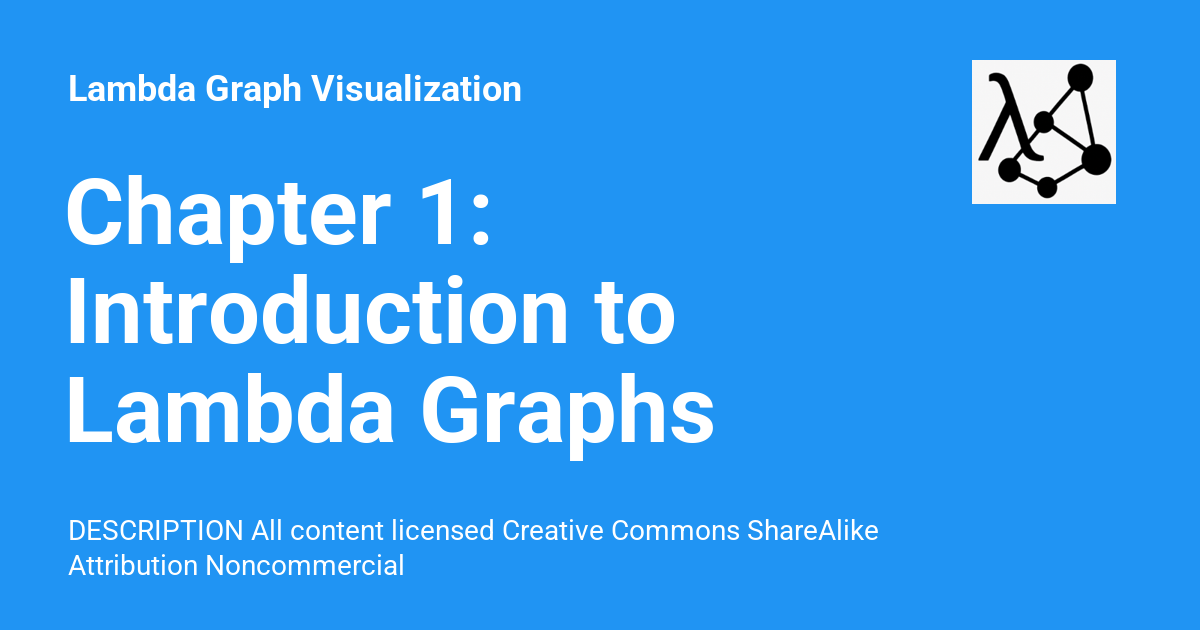 Lambda Graph Visualization
λ
Chapter 1:
Introduction to
Lambda Graphs
DESCRIPTION All content licensed Creative Commons ShareAlike
Attribution Noncommercial